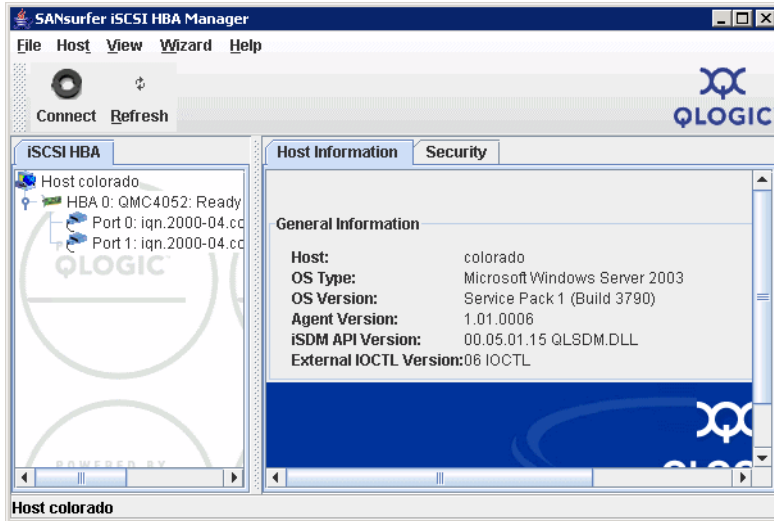 SANsurfer iSCSI HBA Manager
File Host View Wizard Help
Connect Refresh
QLOGIC
iSCSI HBA
Host Information Security
Host colorado
HBA 0: QMC4052: Ready
Port 0: iqn.2000-04.co
Port 1: iqn.2000-04.co
QLOGIC
POWERED BY
General Information
Host: colorado
OS Type: Microsoft Windows Server 2003
OS Version: Service Pack 1 (Build 3790)
Agent Version: 1.01.0006
iSDM API Version: 00.05.01.15 QLSDM.DLL
External IOCTL Version:06 IOCTL
Host colorado